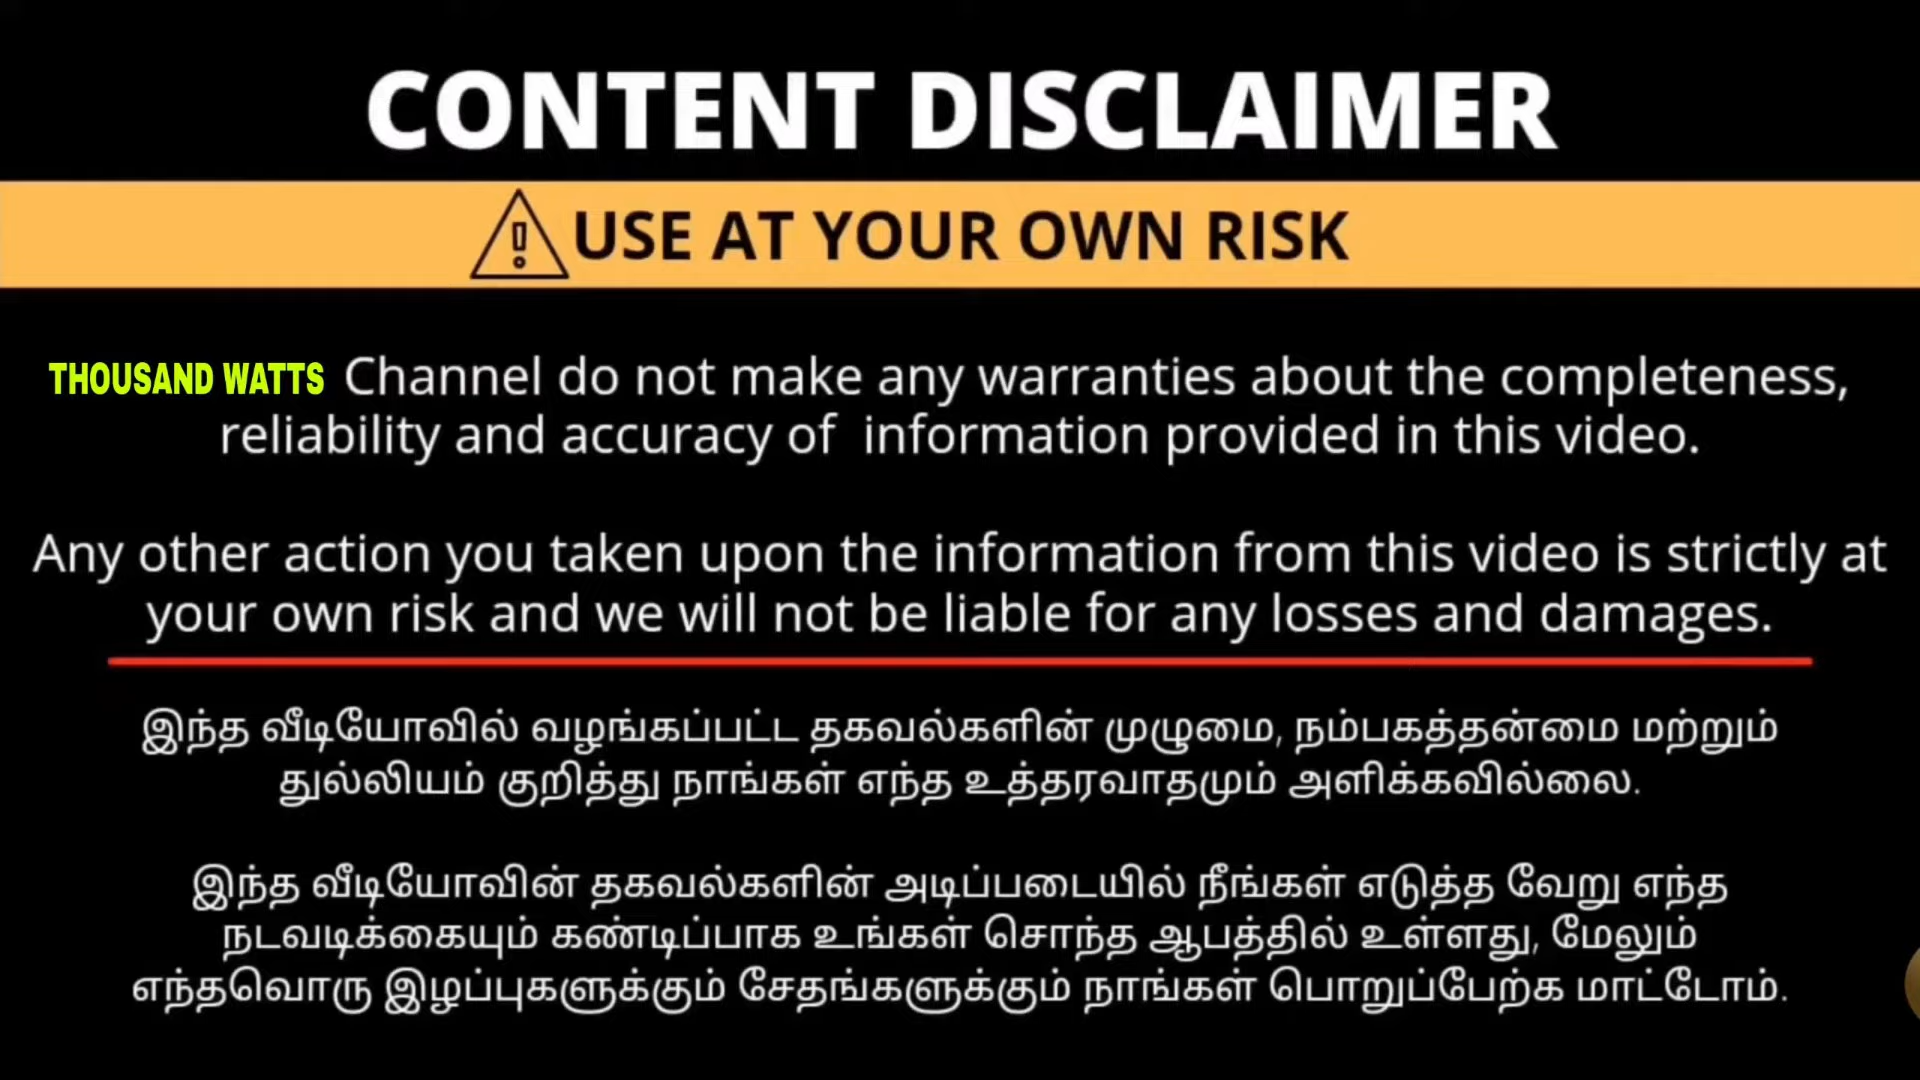 CONTENT DISCLAIMER
USE AT YOUR OWN RISK
THOUSAND WATTS Channel do not make any warranties about the completeness,
reliability and accuracy of information provided in this video.
Any other action you taken upon the information from this video is strictly at
your own risk and we will not be liable for any losses and damages.
இந்த வீடியோவில் வழங்கப்பட்ட தகவல்களின் முழுமை, நம்பகத்தன்மை மற்றும்
துல்லியம் குறித்து நாங்கள் எந்த உத்தரவாதமும் அளிக்கவில்லை.
இந்த வீடியோவின் தகவல்களின் அடிப்படையில் நீங்கள் எடுத்த வேறு எந்த
நடவடிக்கையும் கண்டிப்பாக உங்கள் சொந்த ஆபத்தில் உள்ளது, மேலும்
எந்தவொரு இழப்புகளுக்கும் சேதங்களுக்கும் நாங்கள் பொறுப்பேற்க மாட்டோம்.